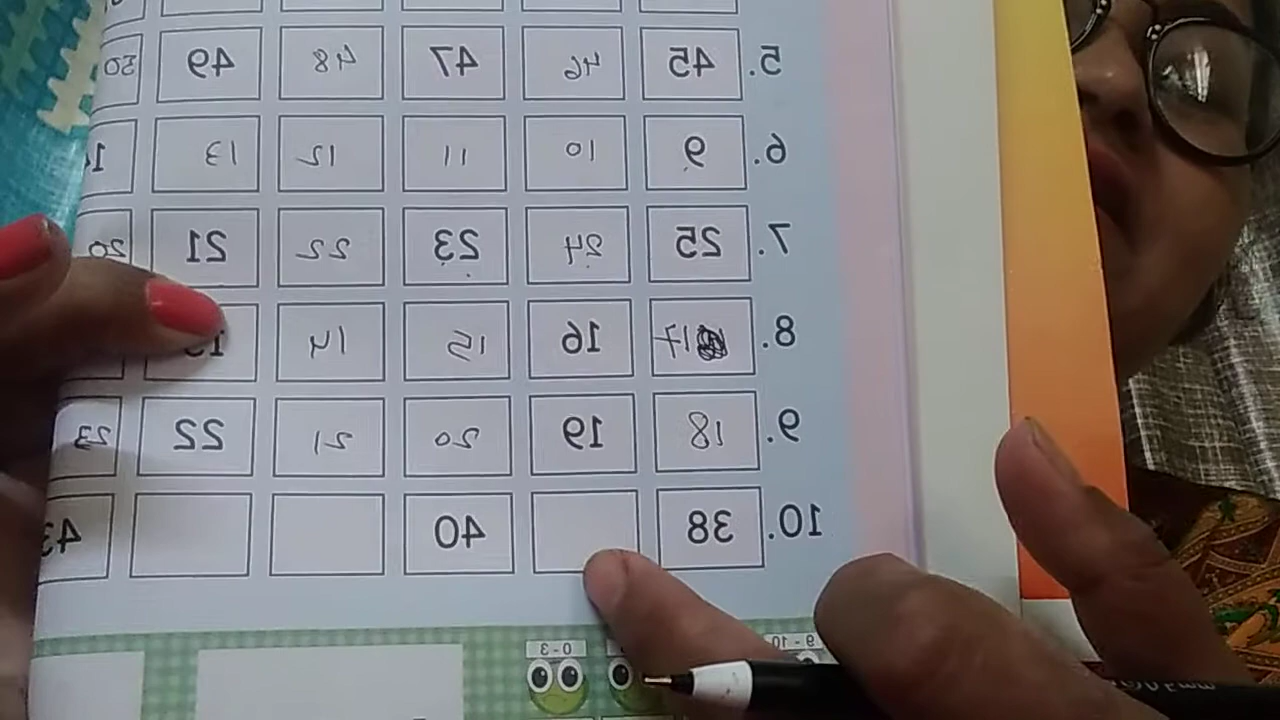 5. 45 46 47 48 49 50
6. 9 10 11 12 13
7. 25 24 23 22 21 20
8. 17 16 15 14
9. 18 19 20 21 22 23
10. 38 40 43
0 - 3 9 - 10